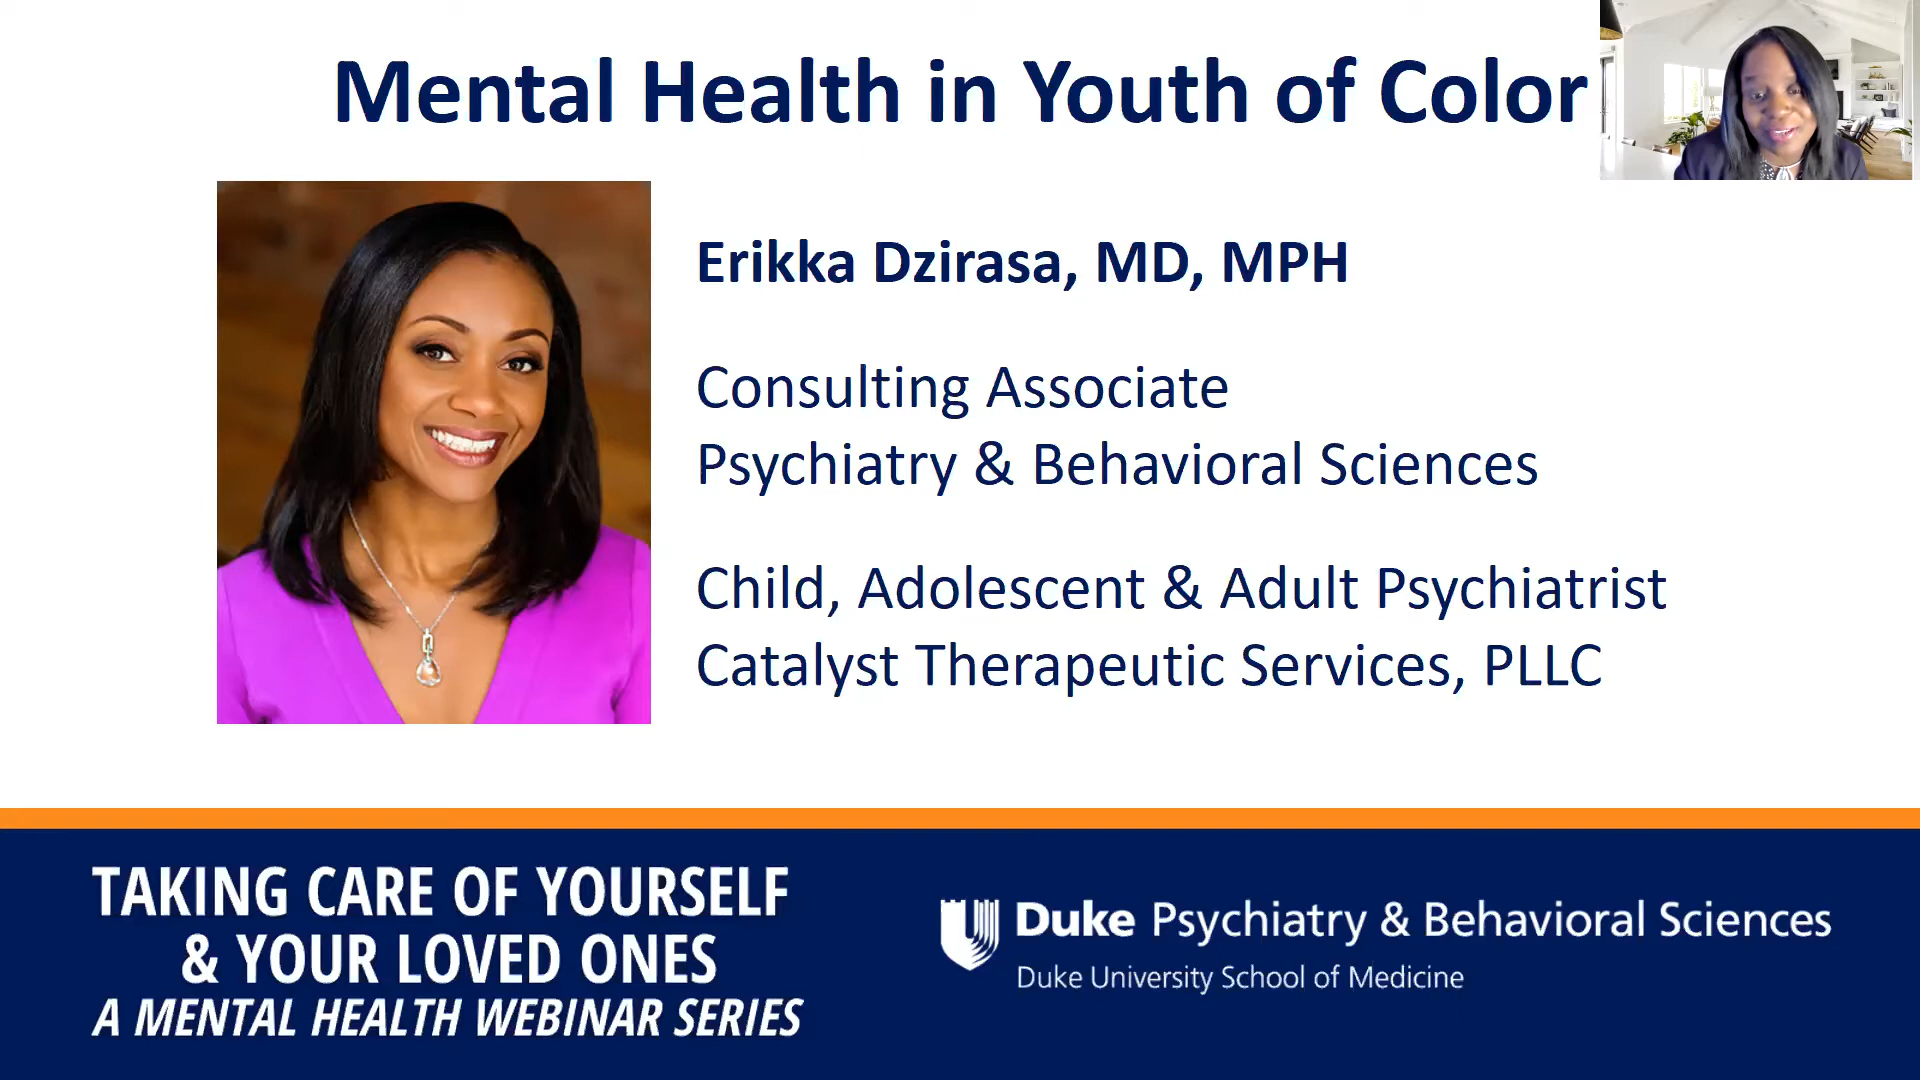 Mental Health in Youth of Color
Erikka Dzirasa, MD, MPH
Consulting Associate
Psychiatry & Behavioral Sciences
Child, Adolescent & Adult Psychiatrist
Catalyst Therapeutic Services, PLLC
TAKING CARE OF YOURSELF
& YOUR LOVED ONES
A MENTAL HEALTH WEBINAR SERIES
Duke Psychiatry & Behavioral Sciences
Duke University School of Medicine